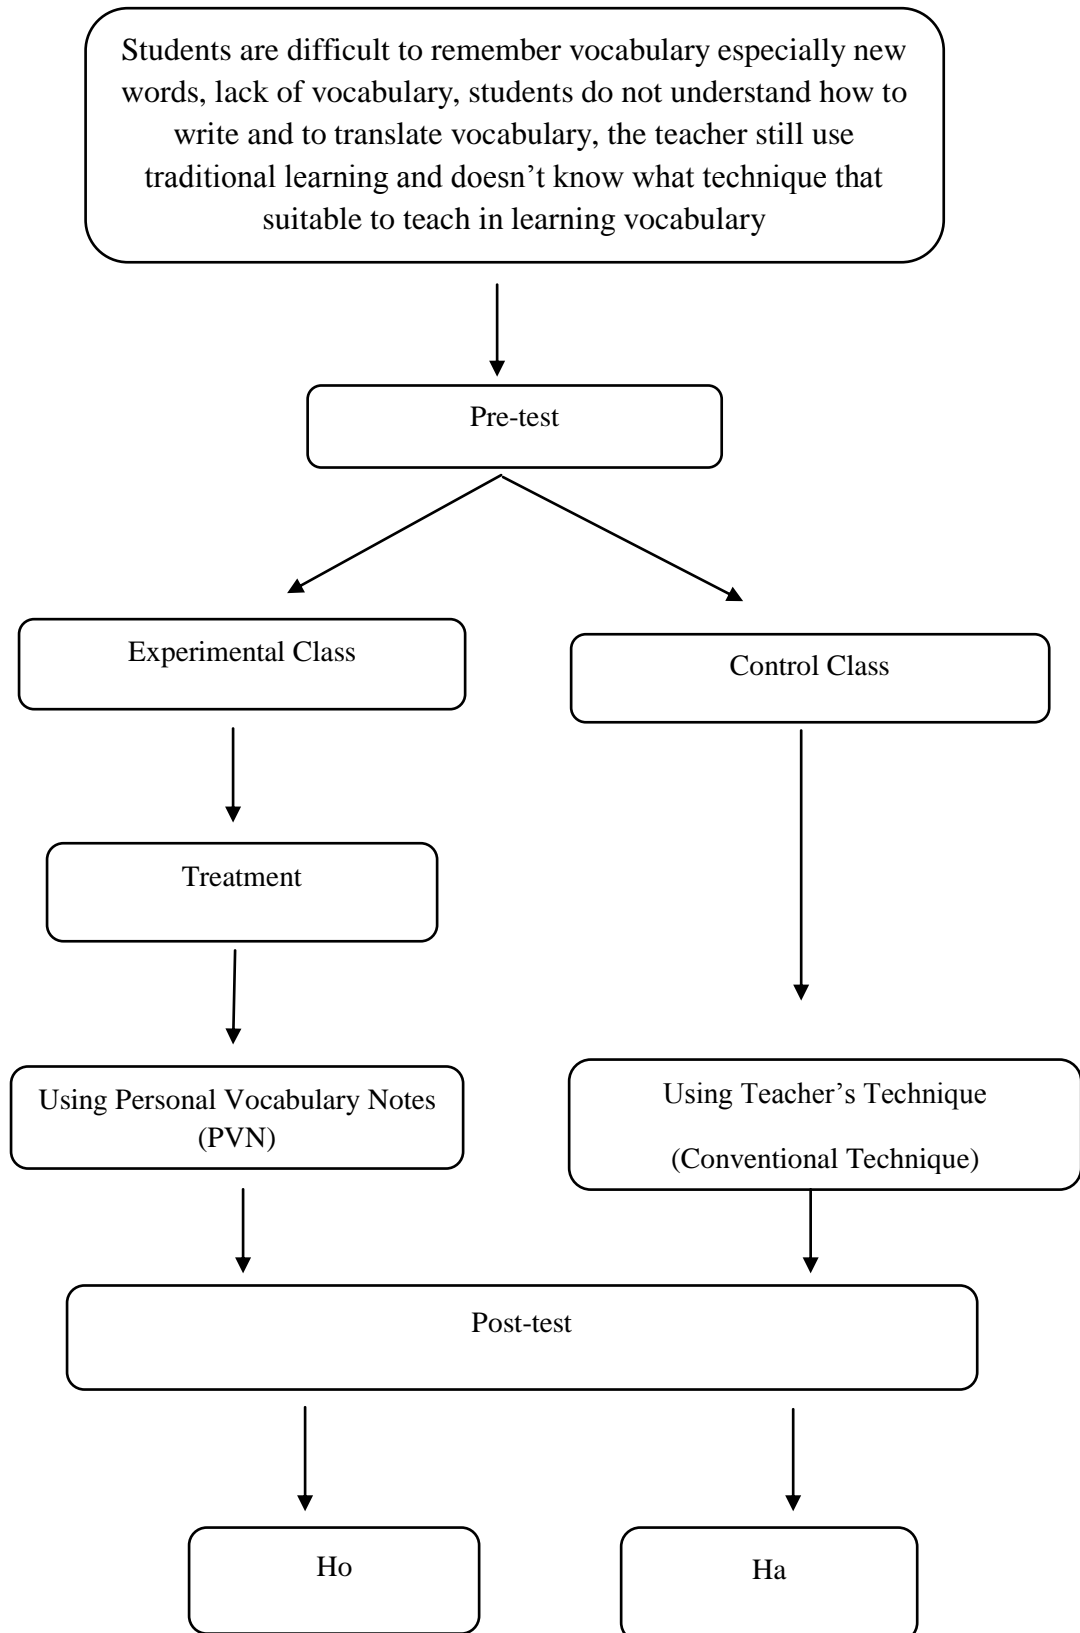 Students are difficult to remember vocabulary especially new
words, lack of vocabulary, students do not understand how to
write and to translate vocabulary, the teacher still use
traditional learning and doesn’t know what technique that
suitable to teach in learning vocabulary
Pre-test
Experimental Class
Control Class
Treatment
Using Personal Vocabulary Notes
(PVN)
Using Teacher’s Technique
(Conventional Technique)
Post-test
Ho
Ha